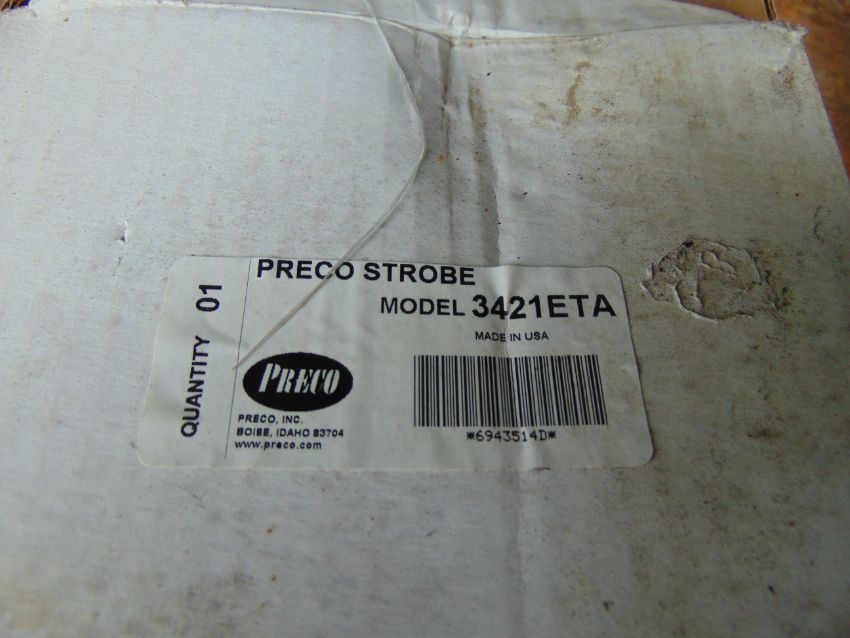 PRECO STROBE
MODEL 3421ETA
MADE IN USA
QUANTITY 01
PRECO
PRECO, INC.
BOISE, IDAHO 83704
www.preco.com
*6943514D*